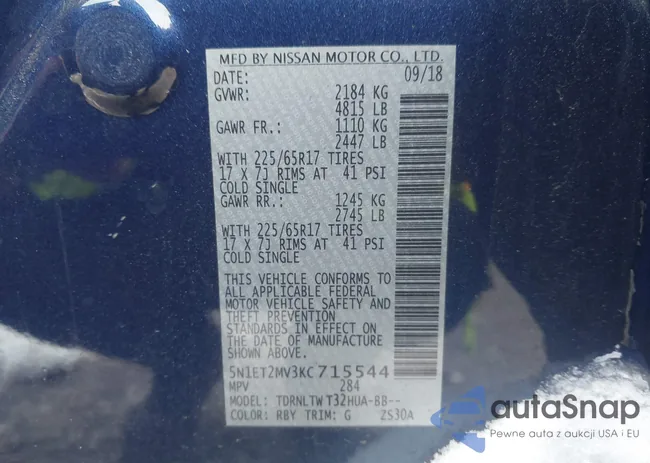 MFD BY NISSAN MOTOR CO., LTD.
DATE: 09/18
GVWR: 2184 KG
4815 LB
GAWR FR.: 1110 KG
2447 LB
WITH 225/65R17 TIRES
17 X 7J RIMS AT 41 PSI
COLD SINGLE
GAWR RR.: 1245 KG
2745 LB
WITH 225/65R17 TIRES
17 X 7J RIMS AT 41 PSI
COLD SINGLE
THIS VEHICLE CONFORMS TO
ALL APPLICABLE FEDERAL
MOTOR VEHICLE SAFETY AND
THEFT PREVENTION
STANDARDS IN EFFECT ON
THE DATE OF MANUFACTURE
SHOWN ABOVE.
5N1ET2MV3KC715544
MPV 284
MODEL: TDRNLTWT32HUA-8B--
COLOR: RBY TRIM: G ZS30A
autoSnap
Pewne auta z aukcji USA i EU